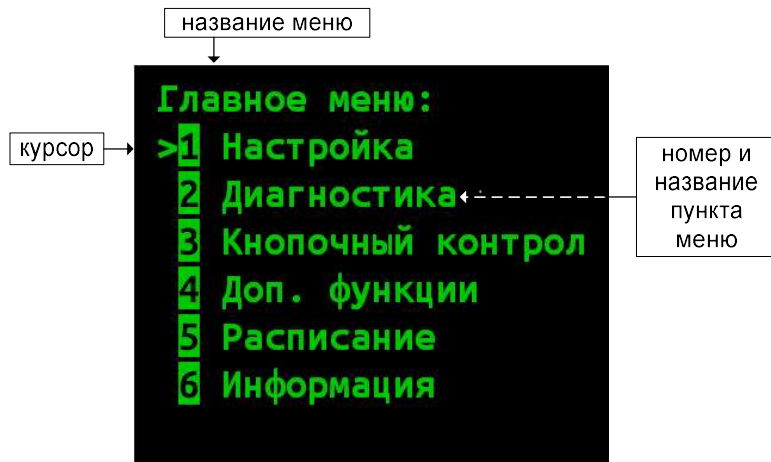 название меню
Главное меню:
курсор
>1 Настройка
2 Диагностика
3 Кнопочный контрол
4 Доп. функции
5 Расписание
6 Информация
номер и
название
пункта
меню